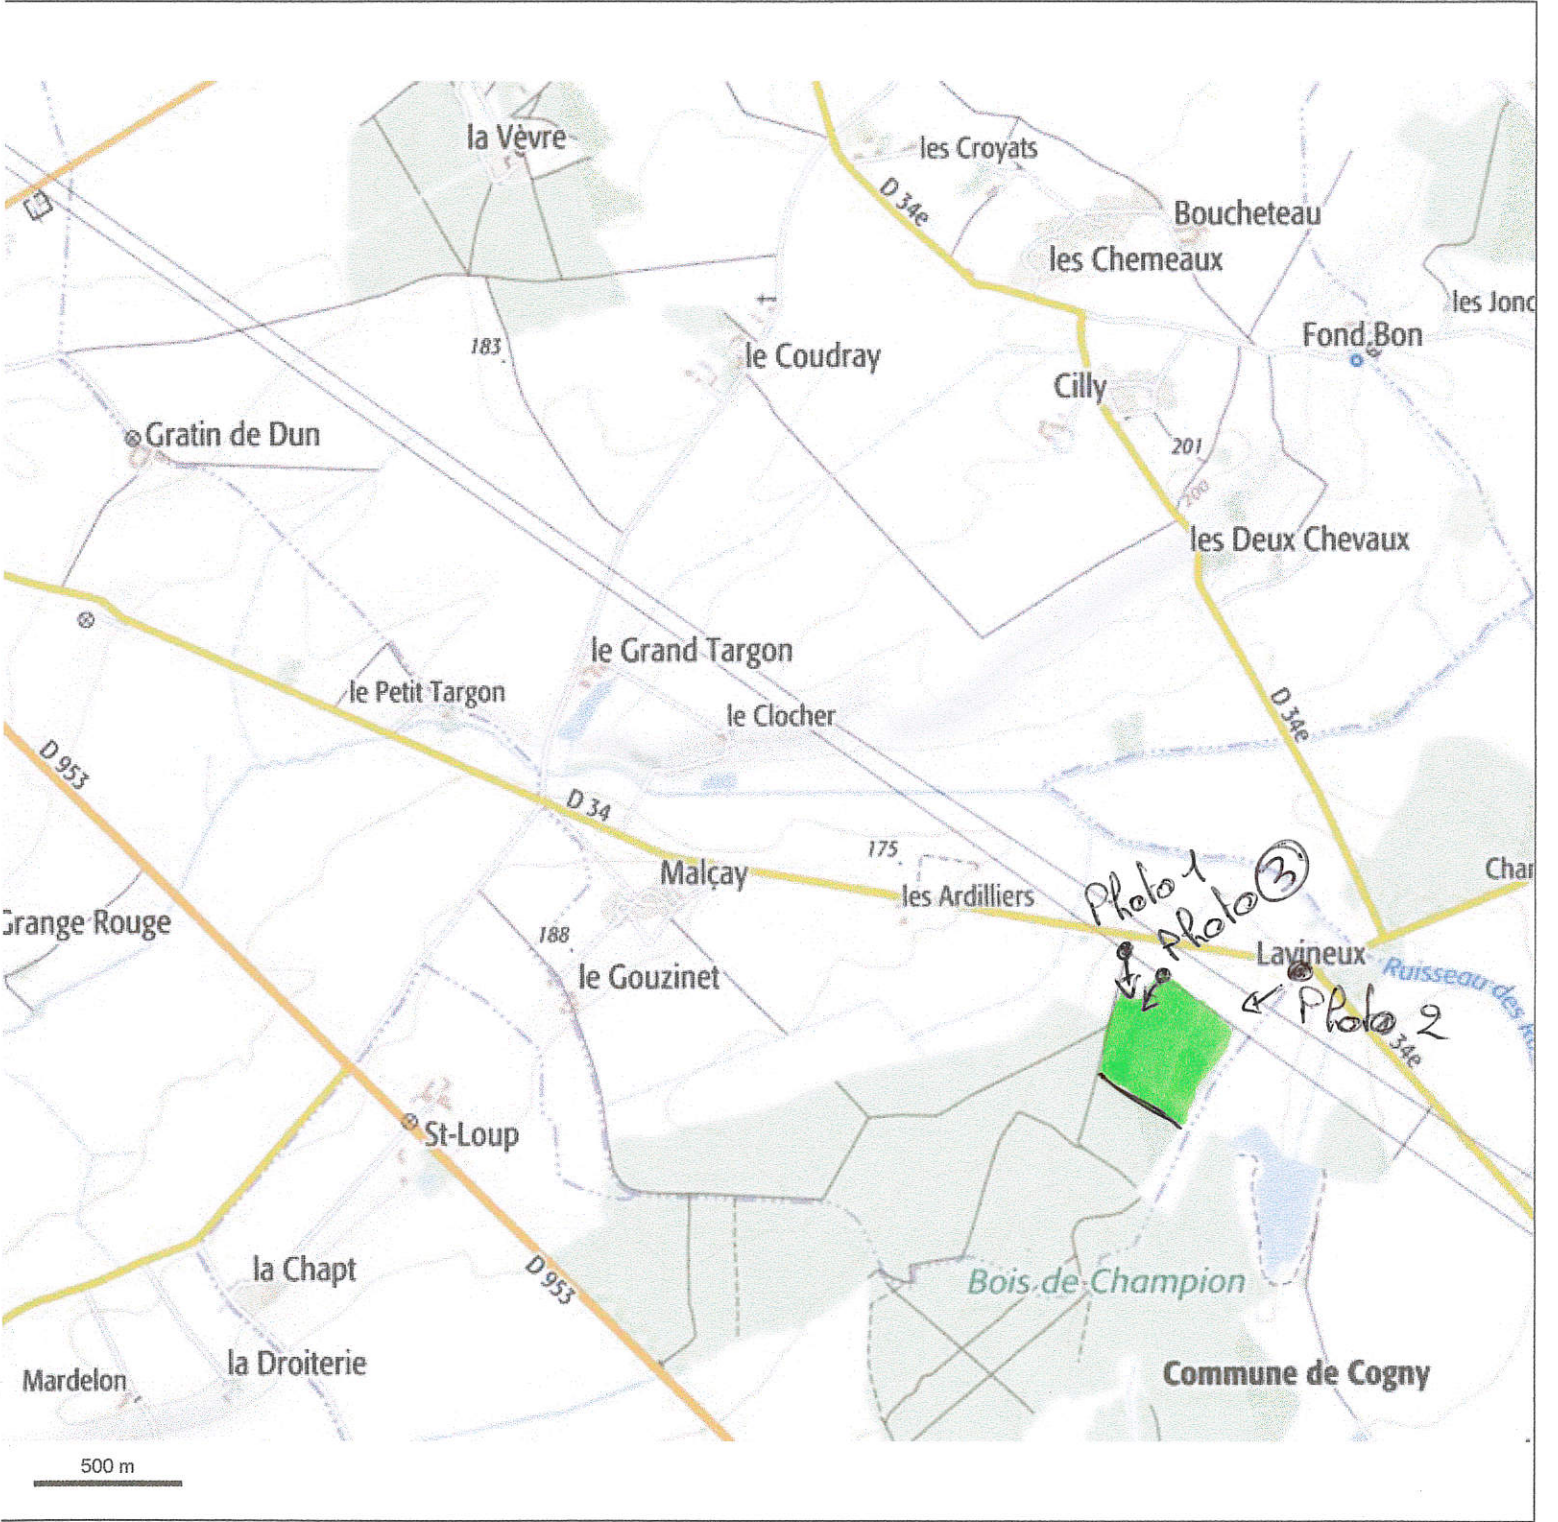 la Vèvre
les Croyats
D 34e
Boucheteau
les Chemeaux
les Jonc
Fond Bon
183
le Coudray
Cilly
Gratin de Dun
201
200
les Deux Chevaux
le Grand Targon
le Petit Targon
le Clocher
D 34e
D 953
D 34
175
Malçay
les Ardilliers
Photo 1
Photo 3
Char
Grange Rouge
188
le Gouzinet
Lavineux
Ruisseau des
Photo 2
34e
St-Loup
la Chapt
D 953
Bois de Champion
la Droiterie
Mardelon
Commune de Cogny
500 m